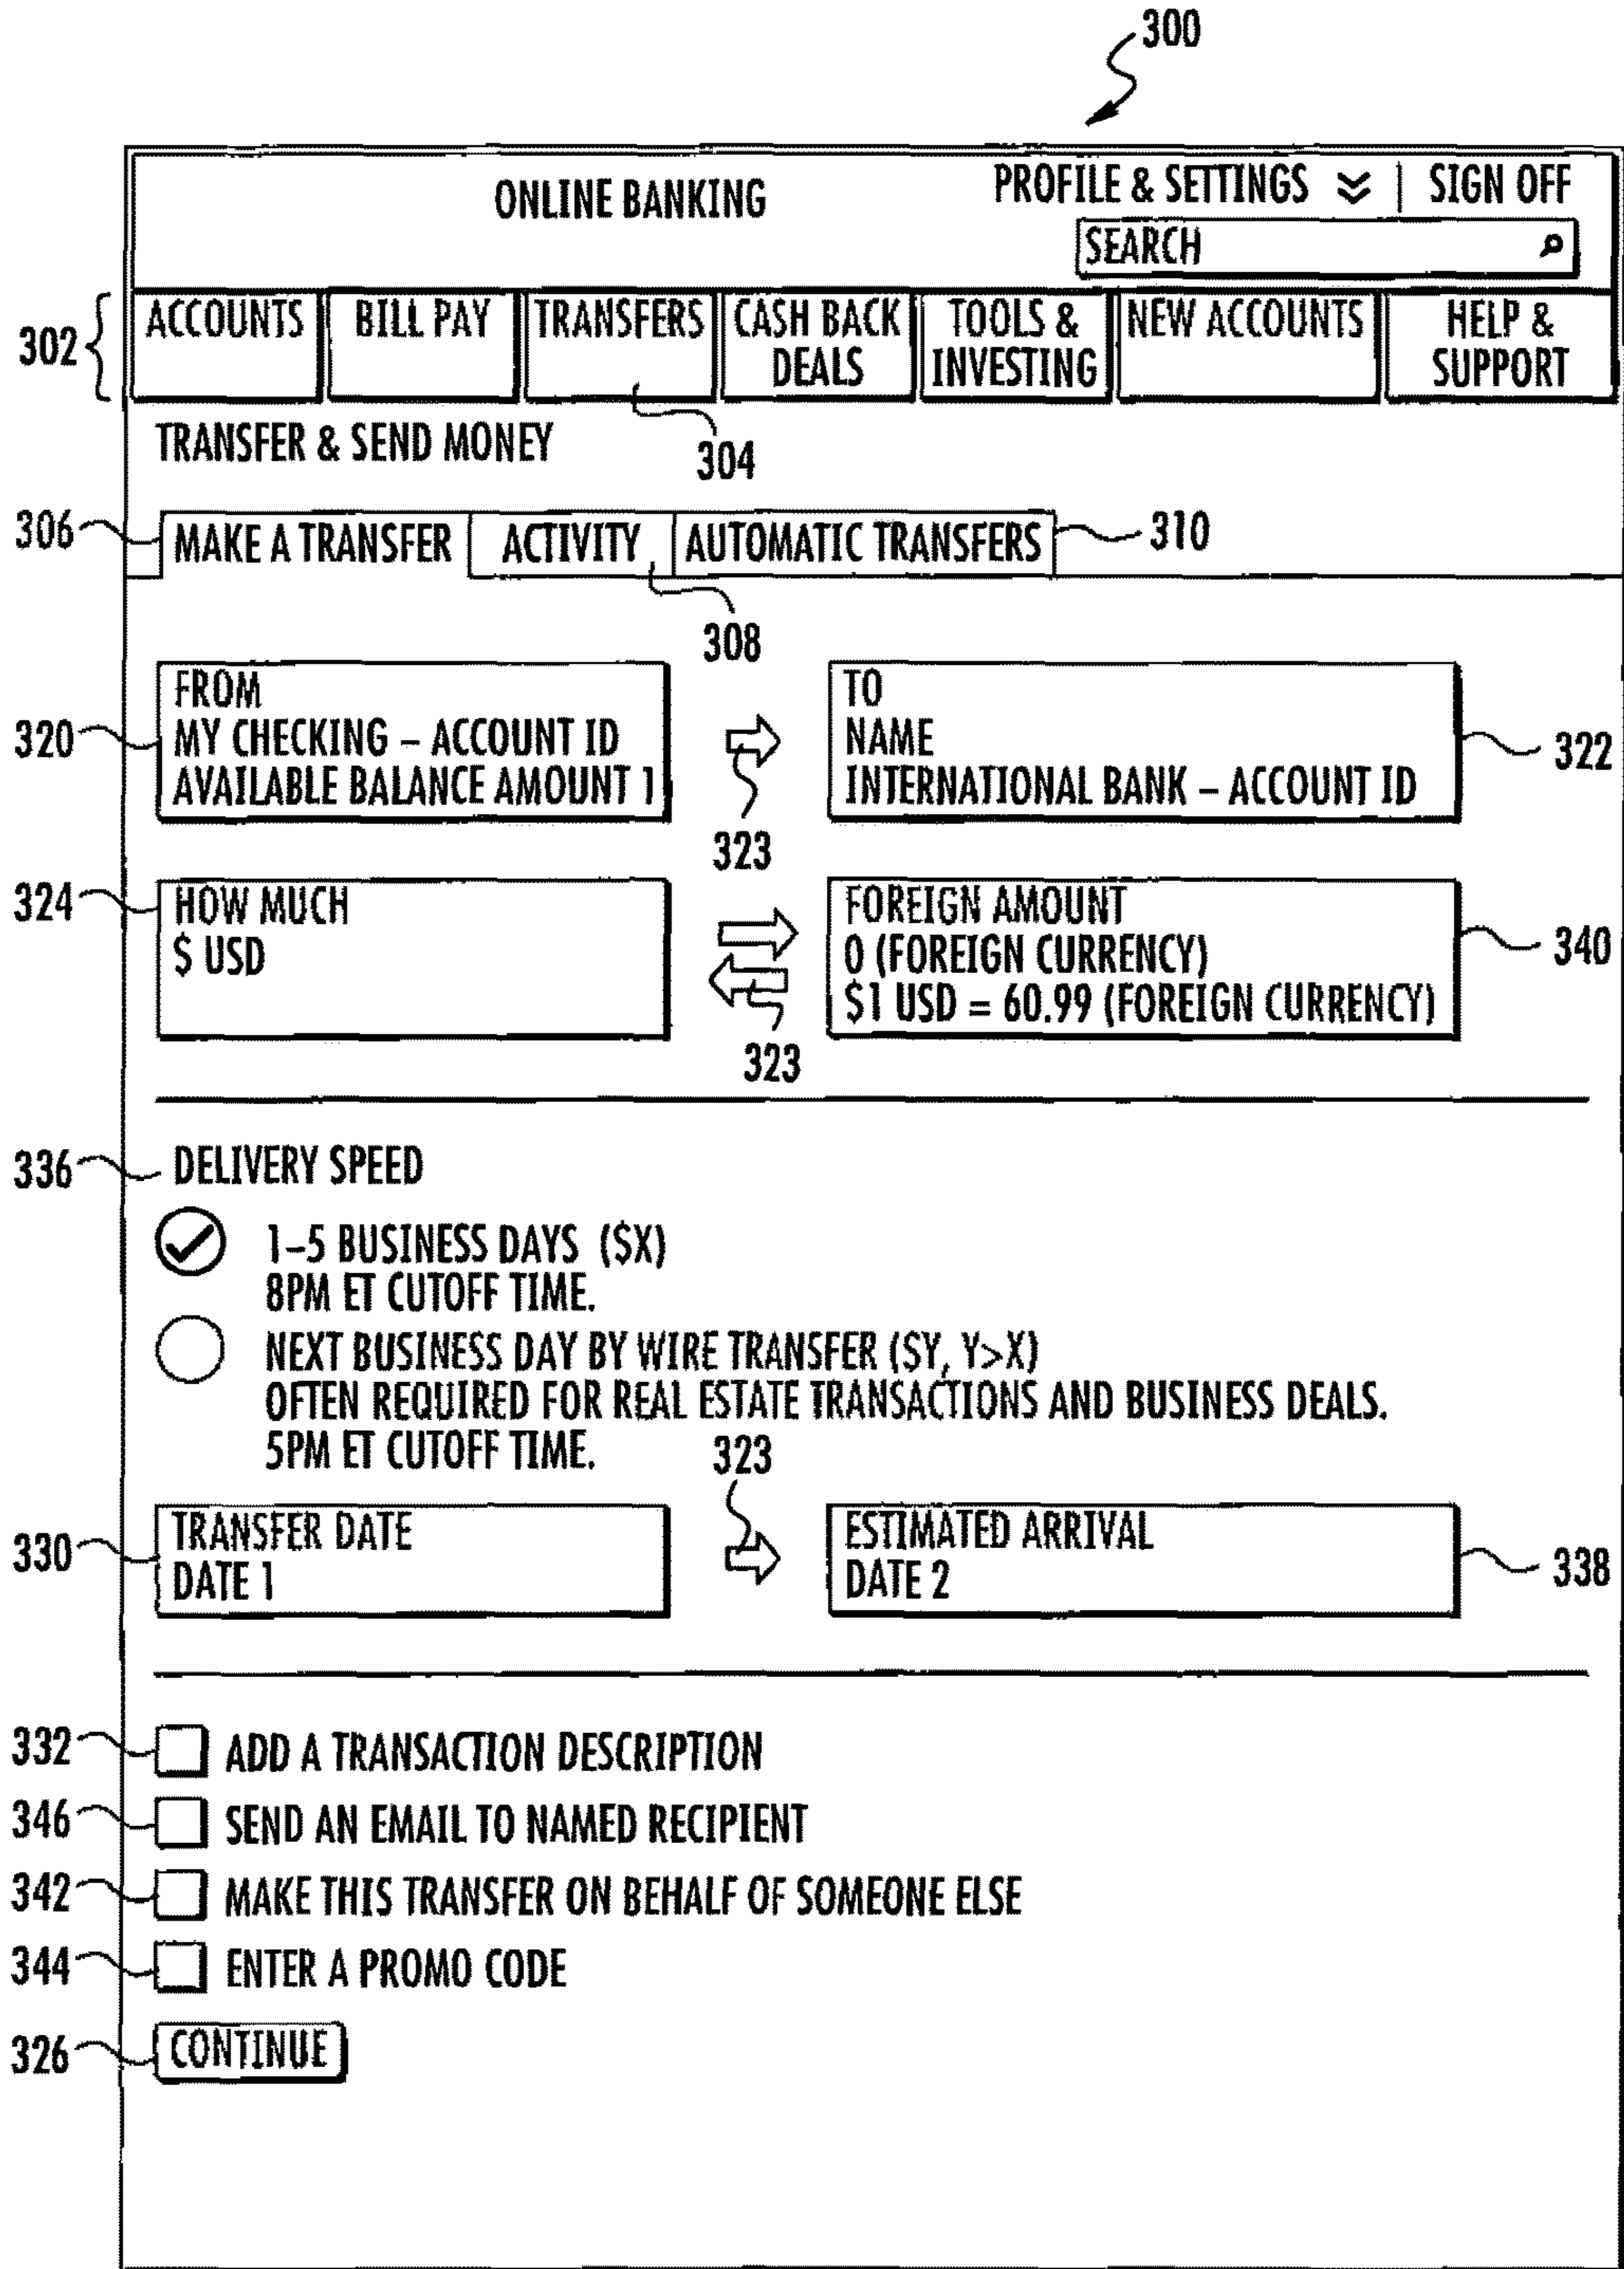 300
ONLINE BANKING
PROFILE & SETTINGS | SIGN OFF
SEARCH
302
ACCOUNTS
BILL PAY
TRANSFERS
CASH BACK
DEALS
TOOLS &
INVESTING
NEW ACCOUNTS
HELP &
SUPPORT
TRANSFER & SEND MONEY
304
306
MAKE A TRANSFER
ACTIVITY
AUTOMATIC TRANSFERS
310
308
320
FROM
MY CHECKING – ACCOUNT ID
AVAILABLE BALANCE AMOUNT 1
323
TO
NAME
INTERNATIONAL BANK – ACCOUNT ID
322
324
HOW MUCH
$ USD
323
FOREIGN AMOUNT
0 (FOREIGN CURRENCY)
$1 USD = 60.99 (FOREIGN CURRENCY)
340
336
DELIVERY SPEED
1–5 BUSINESS DAYS ($X)
8PM ET CUTOFF TIME.
NEXT BUSINESS DAY BY WIRE TRANSFER ($Y, Y>X)
OFTEN REQUIRED FOR REAL ESTATE TRANSACTIONS AND BUSINESS DEALS.
5PM ET CUTOFF TIME.
323
330
TRANSFER DATE
DATE 1
ESTIMATED ARRIVAL
DATE 2
338
332
ADD A TRANSACTION DESCRIPTION
346
SEND AN EMAIL TO NAMED RECIPIENT
342
MAKE THIS TRANSFER ON BEHALF OF SOMEONE ELSE
344
ENTER A PROMO CODE
326
CONTINUE